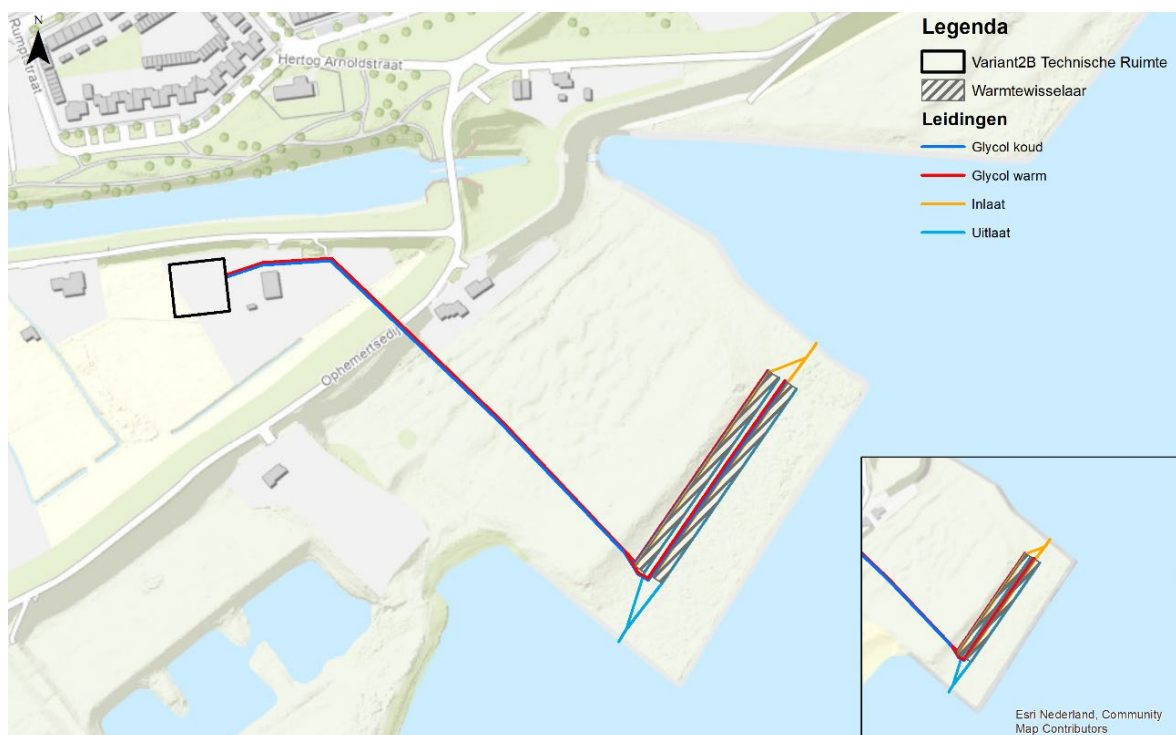 N
Rumptstraat
Hertog Arnoldstraat
Ophemertsedij
Legenda
Variant2B Technische Ruimte
Warmtewisselaar
Leidingen
Glycol koud
Glycol warm
Inlaat
Uitlaat
Esri Nederland, Community
Map Contributors